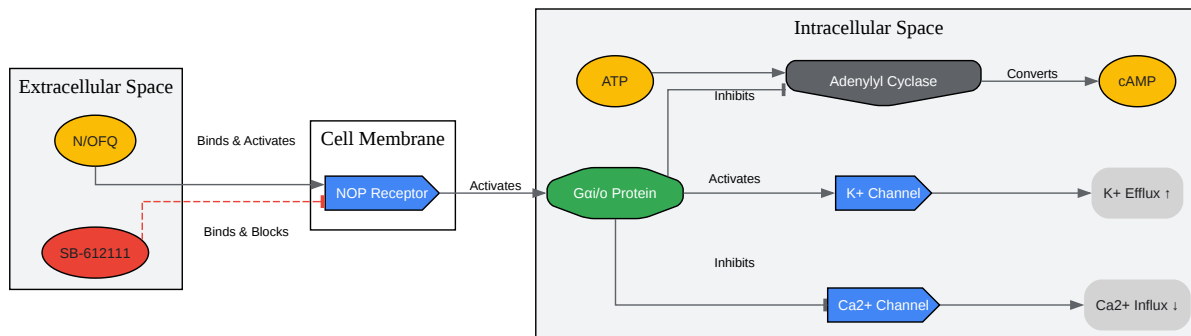 Intracellular Space
ATP
Adenylyl Cyclase
Converts
cAMP
Inhibits
Extracellular Space
N/OFQ
Binds & Activates
Cell Membrane
NOP Receptor
Activates
Gαi/o Protein
Activates
K+ Channel
K+ Efflux ↑
Binds & Blocks
SB-612111
Inhibits
Ca2+ Channel
Ca2+ Influx ↓